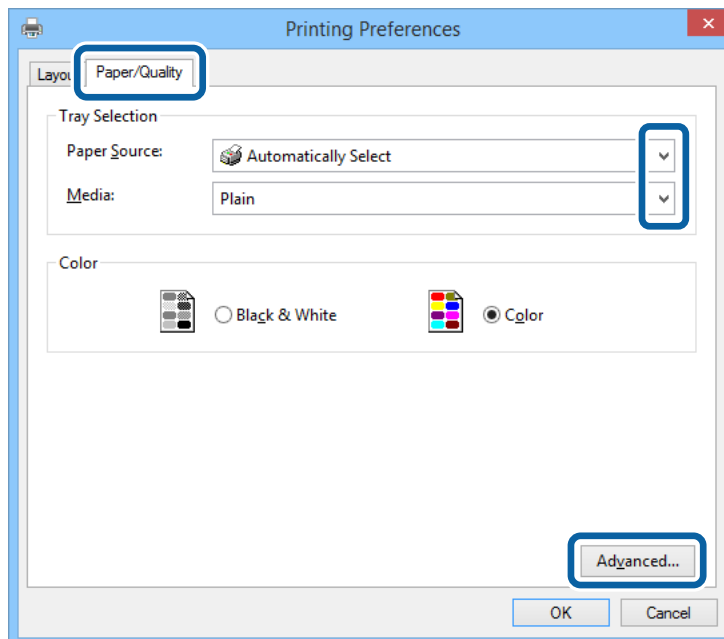 Printing Preferences
Layou
Paper/Quality
Tray Selection
Paper Source:
Automatically Select
Media:
Plain
Color
Black & White
Color
Advanced...
OK
Cancel